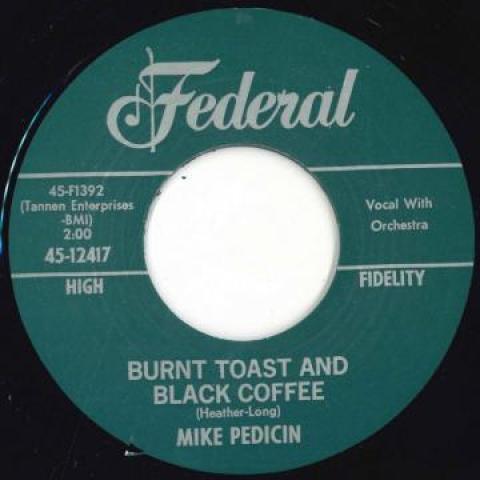 Federal
45-F1392
(Tannen Enterprises
-BMI)
2:00
45-12417
HIGH
Vocal With
Orchestra
FIDELITY
BURNT TOAST AND
BLACK COFFEE
(Heather-Long)
MIKE PEDICIN